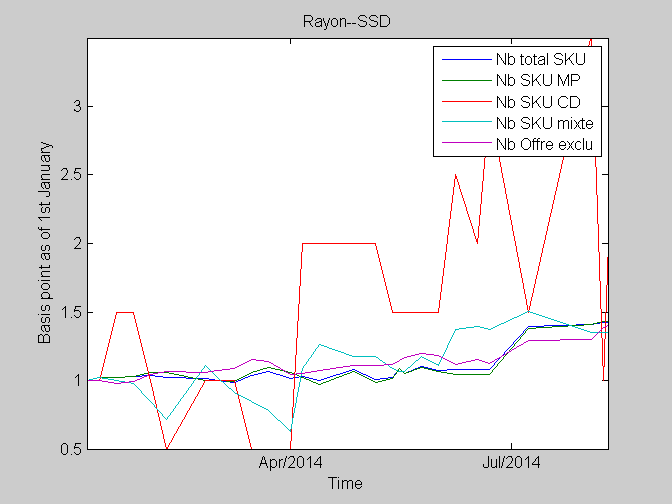 Rayon--SSD
Nb total SKU
Nb SKU MP
Nb SKU CD
Nb SKU mixte
Nb Offre exclu
Basis point as of 1st January
3
2.5
2
1.5
1
0.5
Apr/2014
Jul/2014
Time